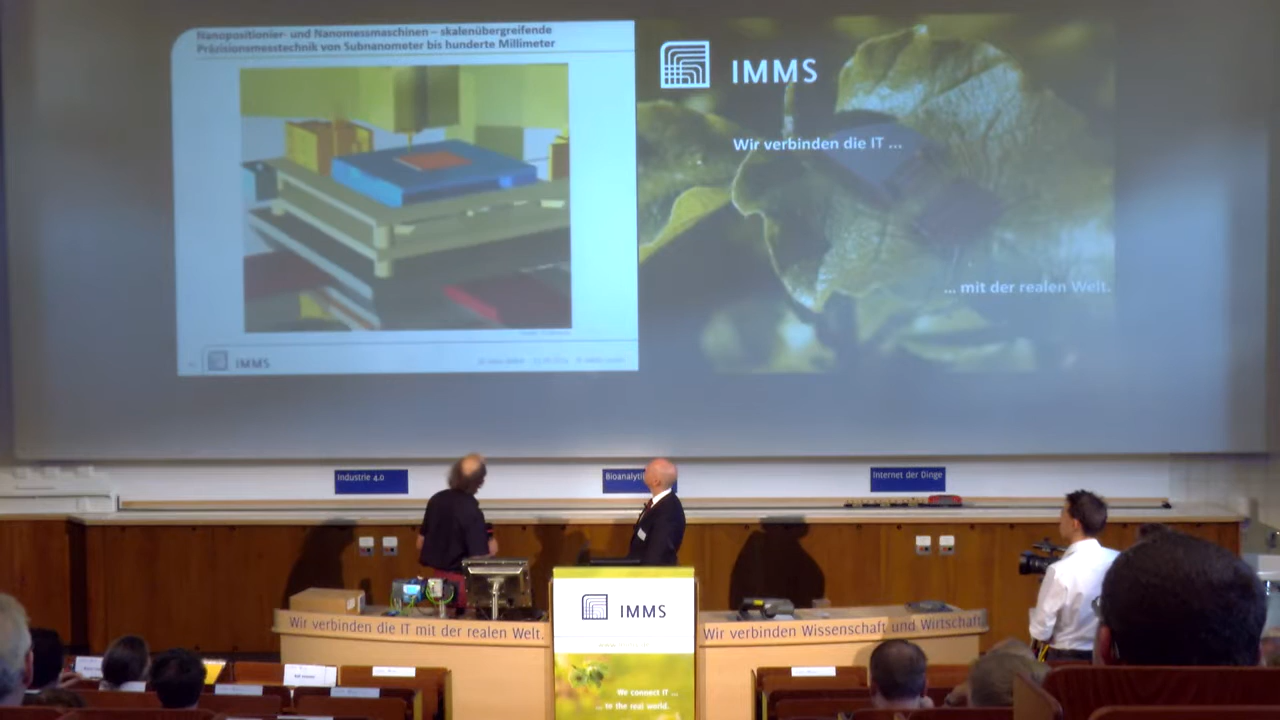 Nanopositionier- und Nanomessmaschinen – skalenübergreifende
Präzisionsmesstechnik von Subnanometer bis hunderte Millimeter
IMMS
IMMS
Wir verbinden die IT ...
... mit der realen Welt.
Industrie 4.0
Bioanalyti
Internet der Dinge
Wir verbinden die IT mit der realen Welt.
IMMS
We connect IT ...
... to the real world.
Wir verbinden Wissenschaft und Wirtschaft.